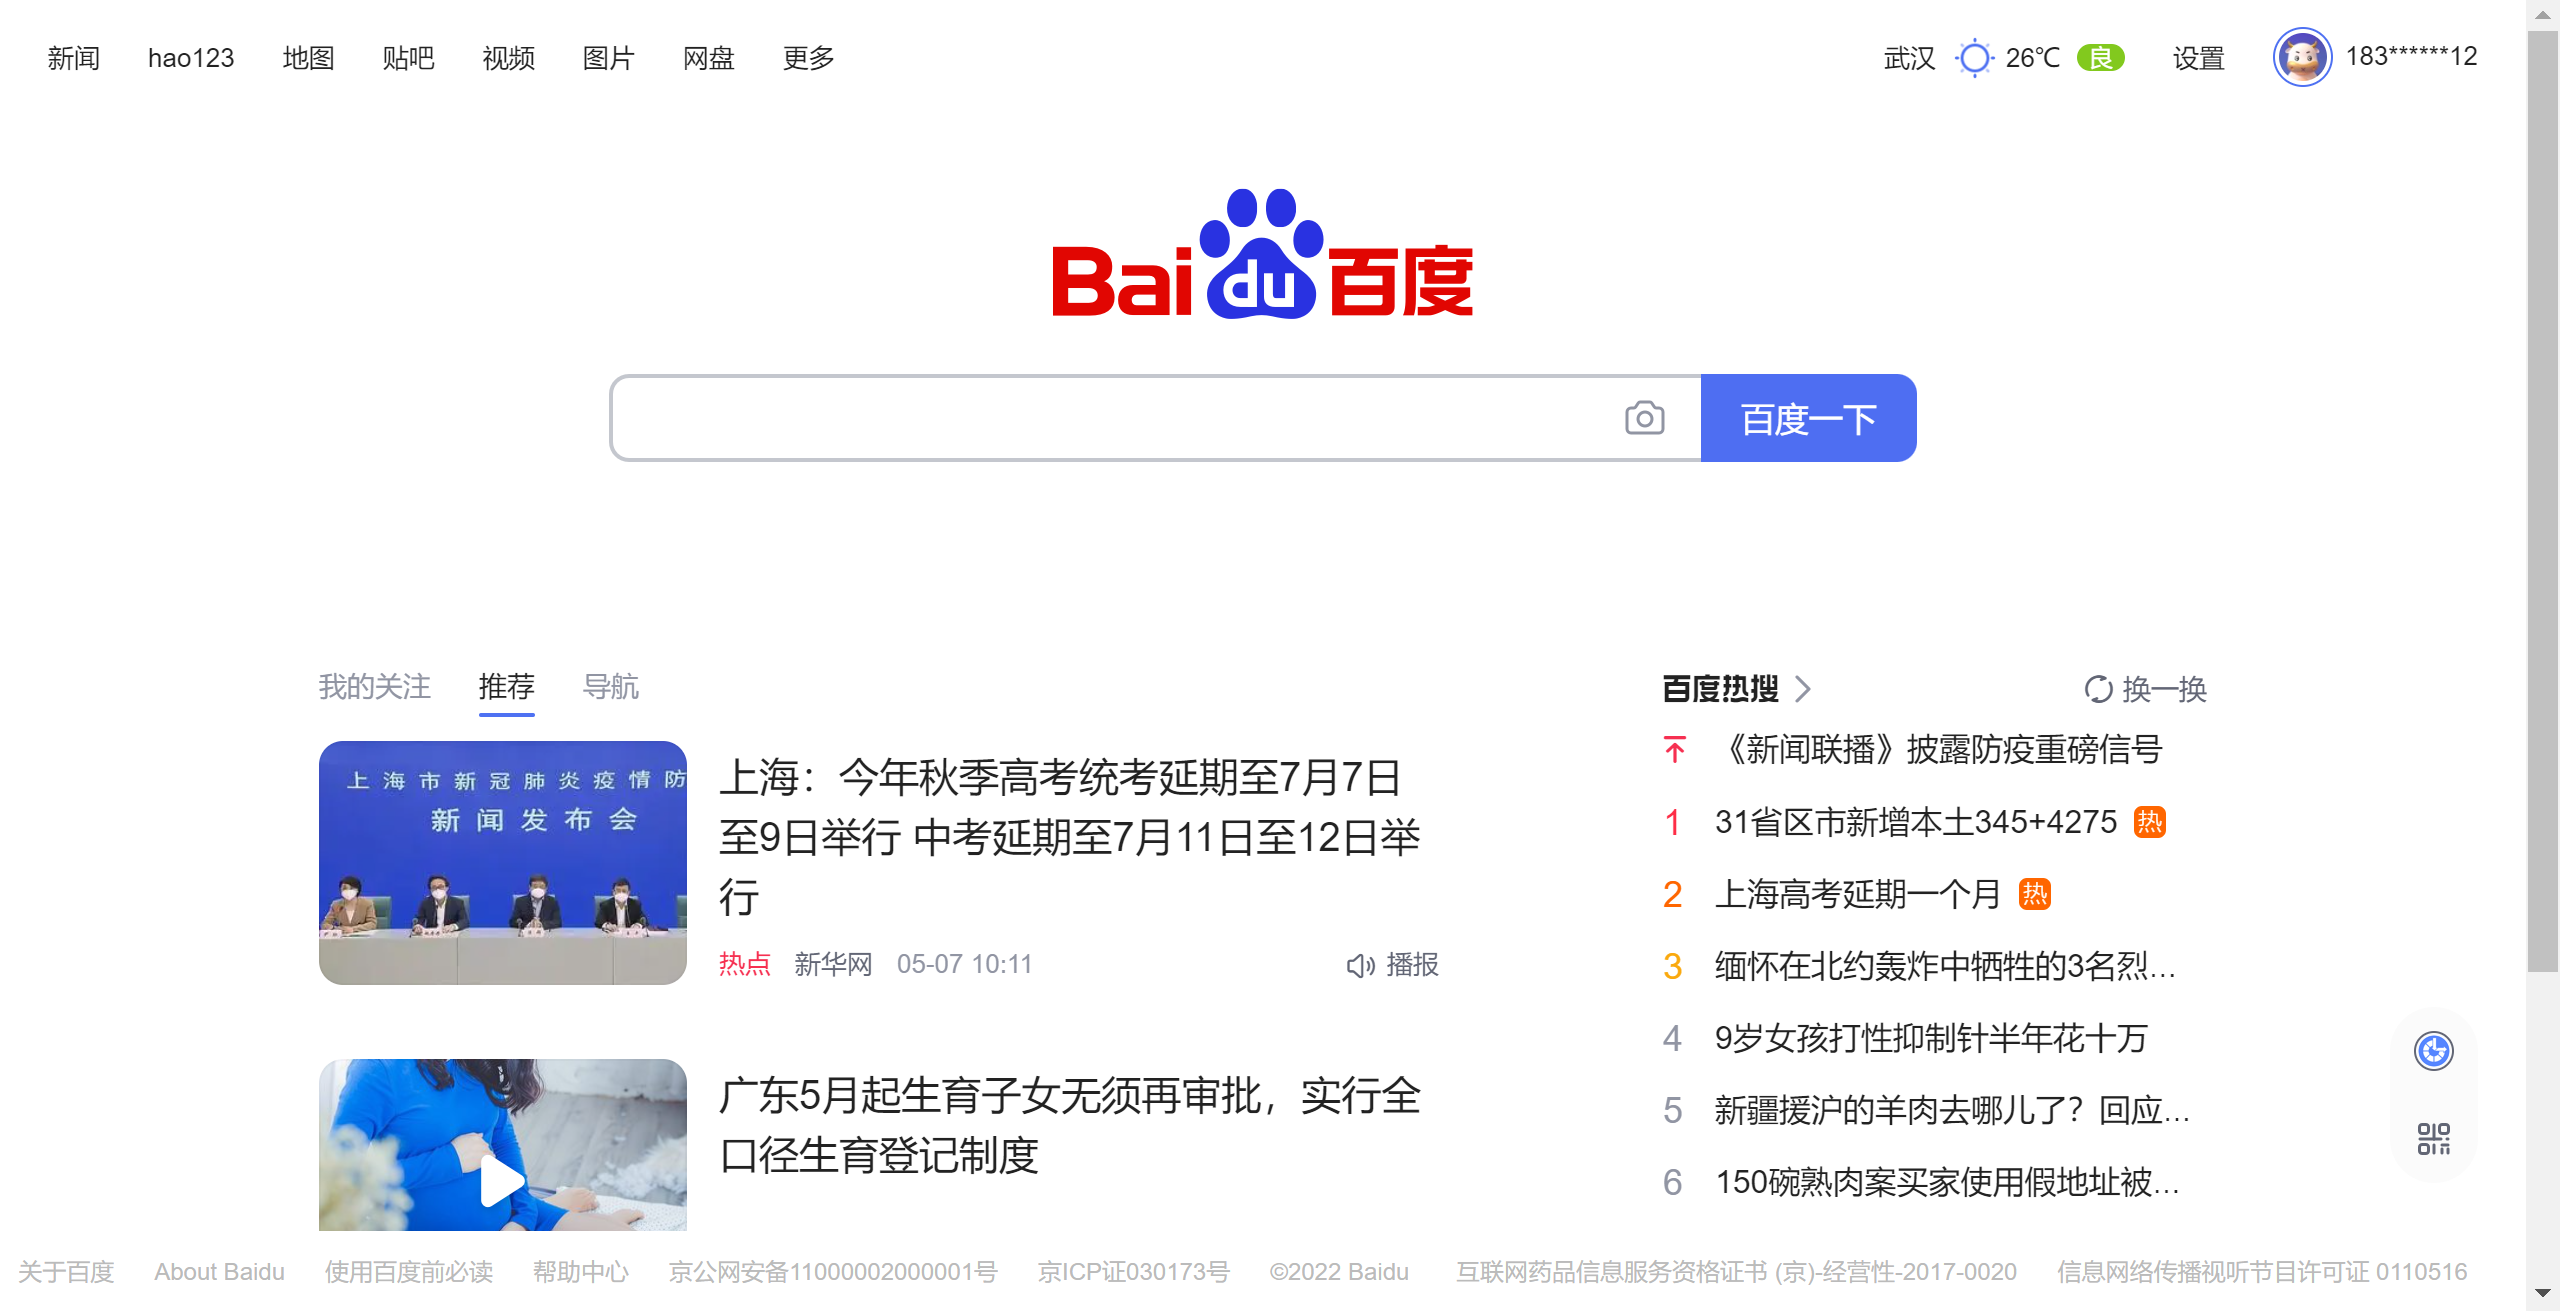 新闻 hao123 地图 贴吧 视频 图片 网盘 更多 武汉 26℃ 良 设置 183******12
Bai du 百度
百度一下
我的关注 推荐 导航
上海市新冠肺炎疫情防
新闻发布会
上海：今年秋季高考统考延期至7月7日
至9日举行 中考延期至7月11日至12日举
行
热点 新华网 05-07 10:11 播报
广东5月起生育子女无须再审批，实行全
口径生育登记制度
百度热搜 换一换
《新闻联播》披露防疫重磅信号
1 31省区市新增本土345+4275 热
2 上海高考延期一个月 热
3 缅怀在北约轰炸中牺牲的3名烈...
4 9岁女孩打性抑制针半年花十万
5 新疆援沪的羊肉去哪儿了？回应...
6 150碗熟肉案买家使用假地址被...
关于百度 About Baidu 使用百度前必读 帮助中心 京公网安备11000002000001号 京ICP证030173号 ©2022 Baidu 互联网药品信息服务资格证书 (京)-经营性-2017-0020 信息网络传播视听节目许可证 0110516